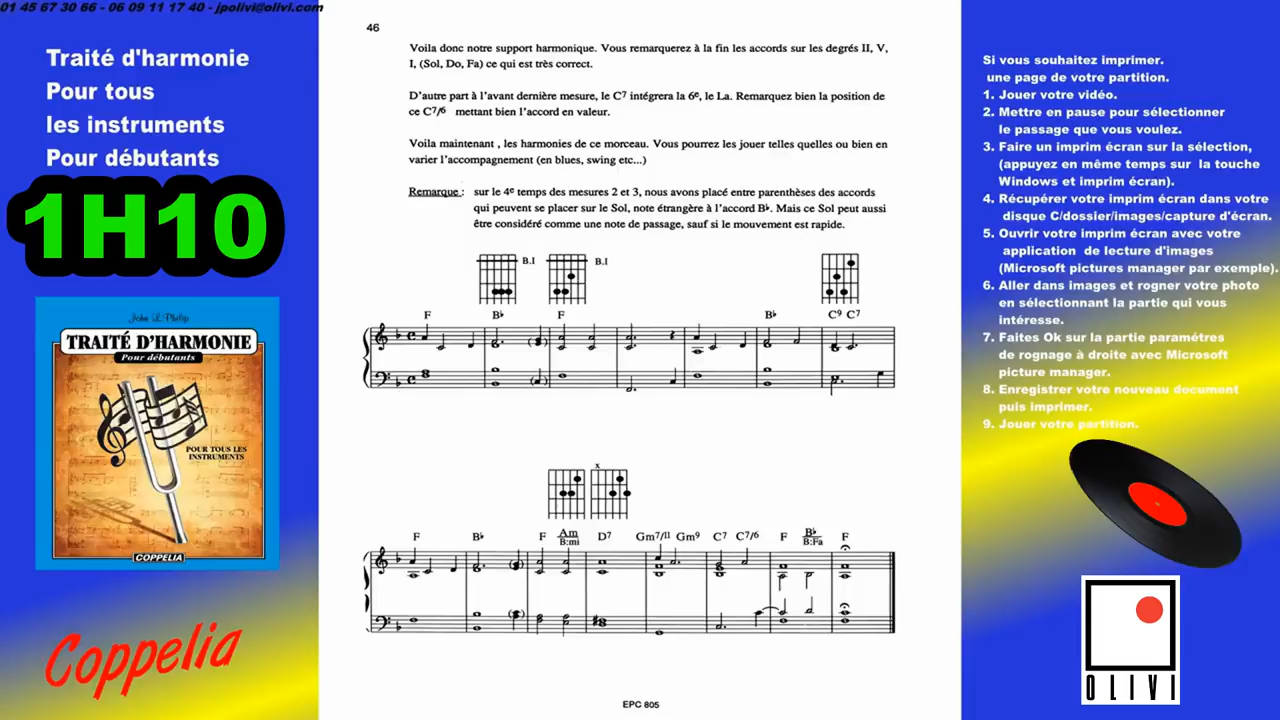 01 45 67 30 66 - 06 09 11 17 40 - jpolivi@olivi.com
Traité d'harmonie
Pour tous
les instruments
Pour débutants
1H10
John L. Philip
TRAITÉ D'HARMONIE
Pour débutants
POUR TOUS LES
INSTRUMENTS
COPPELIA
Coppelia
46
Voila donc notre support harmonique. Vous remarquerez à la fin les accords sur les degrés II, V,
I, (Sol, Do, Fa) ce qui est très correct.
D'autre part à l'avant dernière mesure, le C7 intégrera la 6e, le La. Remarquez bien la position de
ce C7/6 mettant bien l'accord en valeur.
Voila maintenant , les harmonies de ce morceau. Vous pourrez les jouer telles quelles ou bien en
varier l'accompagnement (en blues, swing etc...)
Remarque : sur le 4e temps des mesures 2 et 3, nous avons placé entre parenthèses des accords
qui peuvent se placer sur le Sol, note étrangère à l'accord B♭. Mais ce Sol peut aussi
être considéré comme une note de passage, sauf si le mouvement est rapide.
B.I B.I
F B♭ F B♭ C9 C7
x
F B♭ F Am D7 Gm7/11 Gm9 C7 C7/6 F B♭ F
B:mi B:Fa
EPC 805
Si vous souhaitez imprimer.
une page de votre partition.
1. Jouer votre vidéo.
2. Mettre en pause pour sélectionner
le passage que vous voulez.
3. Faire un imprim écran sur la sélection,
(appuyez en même temps sur la touche
Windows et imprim écran).
4. Récupérer votre imprim écran dans votre
disque C/dossier/images/capture d'écran.
5. Ouvrir votre imprim écran avec votre
application de lecture d'images
(Microsoft pictures manager par exemple).
6. Aller dans images et rogner votre photo
en sélectionnant la partie qui vous
intéresse.
7. Faites Ok sur la partie paramétres
de rognage à droite avec Microsoft
picture manager.
8. Enregistrer votre nouveau document
puis imprimer.
9. Jouer votre partition.
OLIVI